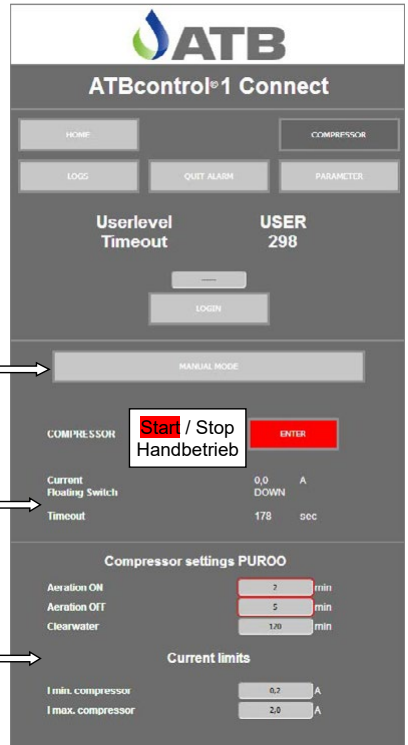 ATB
ATBcontrol®1 Connect
HOME
COMPRESSOR
LOGS
QUIT ALARM
PARAMETER
Userlevel USER
Timeout 298
----
LOGIN
MANUAL MODE
COMPRESSOR
Start / Stop
Handbetrieb
ENTER
Current 0,0 A
Floating Switch DOWN
Timeout 178 sec
Compressor settings PUROO
Aeration ON 2 min
Aeration OFF 5 min
Clearwater 120 min
Current limits
I min. compressor 0,2 A
I max. compressor 2,0 A